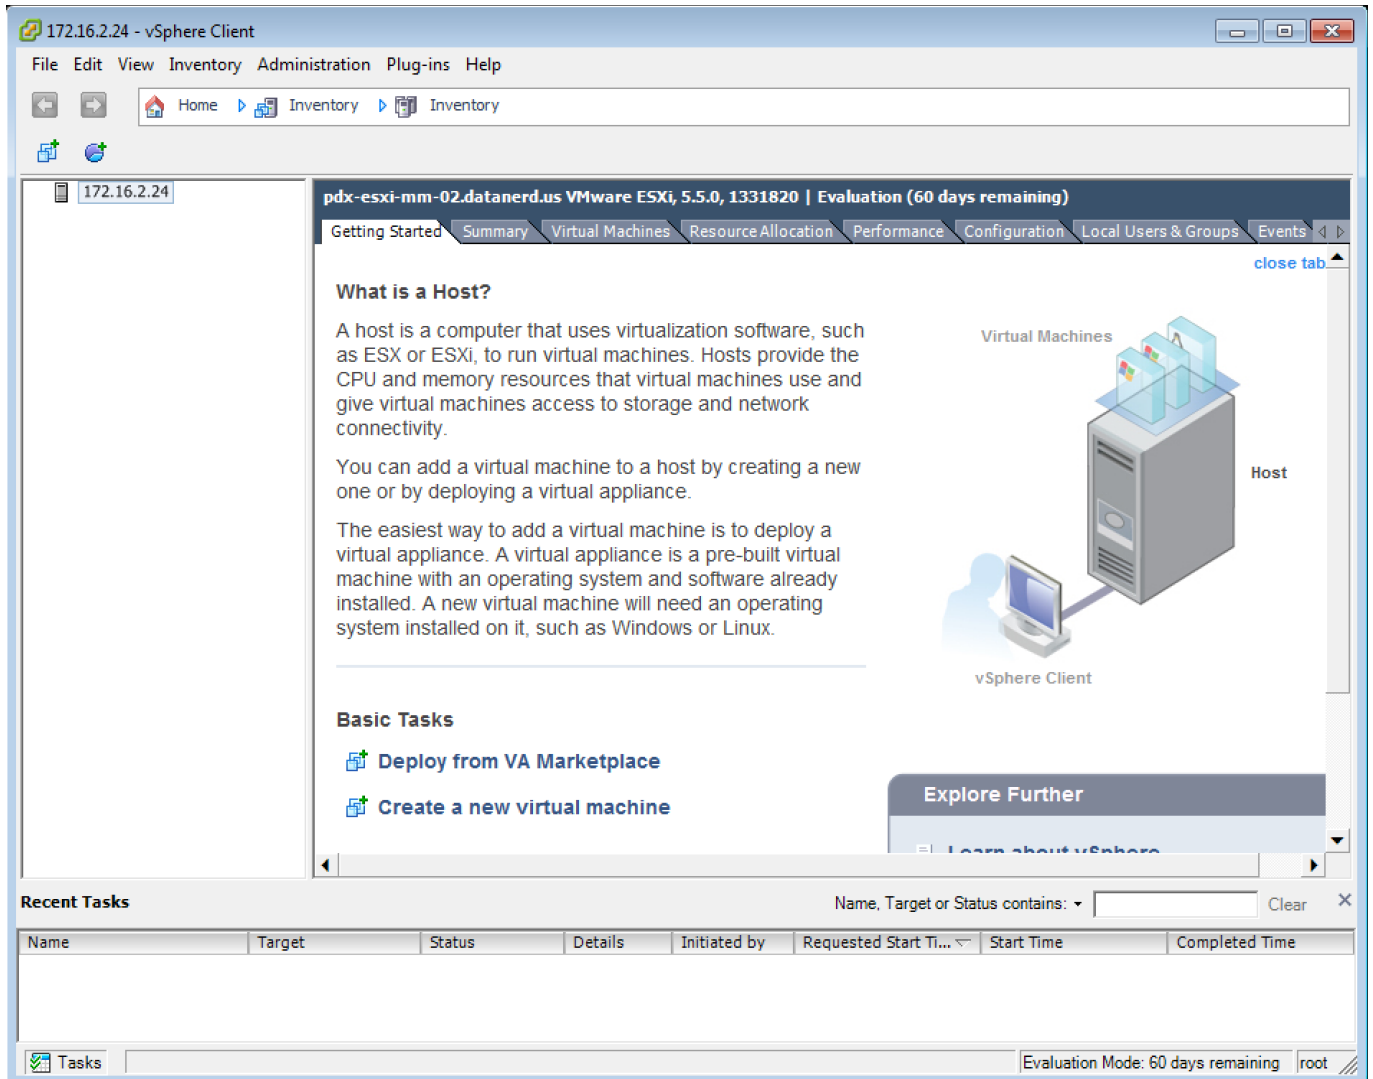 172.16.2.24 - vSphere Client
File Edit View Inventory Administration Plug-ins Help
Home Inventory Inventory
172.16.2.24
pdx-esxi-mm-02.datanerd.us VMware ESXi, 5.5.0, 1331820 | Evaluation (60 days remaining)
Getting Started Summary Virtual Machines Resource Allocation Performance Configuration Local Users & Groups Events
close tab
What is a Host?
A host is a computer that uses virtualization software, such
as ESX or ESXi, to run virtual machines. Hosts provide the
CPU and memory resources that virtual machines use and
give virtual machines access to storage and network
connectivity.
You can add a virtual machine to a host by creating a new
one or by deploying a virtual appliance.
The easiest way to add a virtual machine is to deploy a
virtual appliance. A virtual appliance is a pre-built virtual
machine with an operating system and software already
installed. A new virtual machine will need an operating
system installed on it, such as Windows or Linux.
Virtual Machines
Host
vSphere Client
Basic Tasks
Deploy from VA Marketplace
Create a new virtual machine
Explore Further
Learn about vSphere
Recent Tasks
Name, Target or Status contains: Clear
Name Target Status Details Initiated by Requested Start Ti... Start Time Completed Time
Tasks
Evaluation Mode: 60 days remaining root